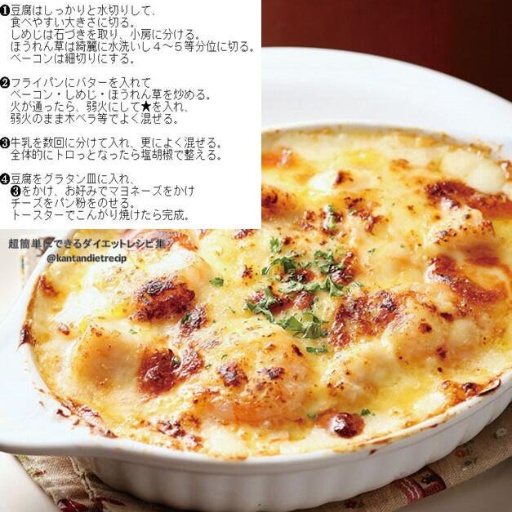 ❶豆腐はしっかりと水切りして、
食べやすい大きさに切る。
しめじは石づきを取り、小房に分ける。
ほうれん草は綺麗に水洗いし４～５等分位に切る。
ベーコンは細切りにする。
❷フライパンにバターを入れて
ベーコン・しめじ・ほうれん草を炒める。
火が通ったら、弱火にして★を入れ、
弱火のまま木ベラ等でよく混ぜる。
❸牛乳を数回に分けて入れ、更によく混ぜる。
全体的にトロっとなったら塩胡椒で整える。
❹豆腐をグラタン皿に入れ、
❸をかけ、お好みでマヨネーズをかけ
チーズをパン粉をのせる。
トースターでこんがり焼けたら完成。
超簡単にできるダイエットレシピ集♪
@kantandietrecip